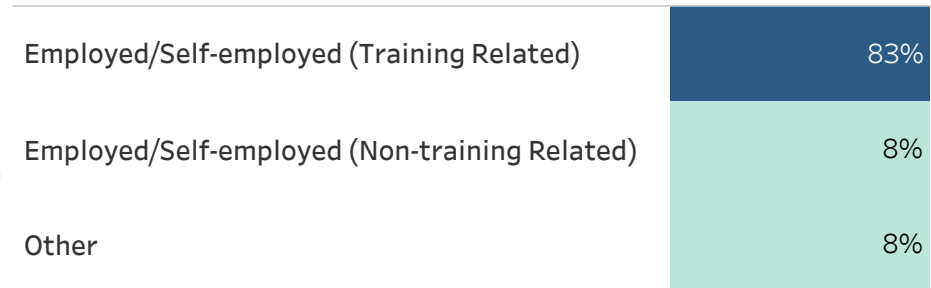 Employed/Self-employed (Training Related) 83%
Employed/Self-employed (Non-training Related) 8%
Other 8%